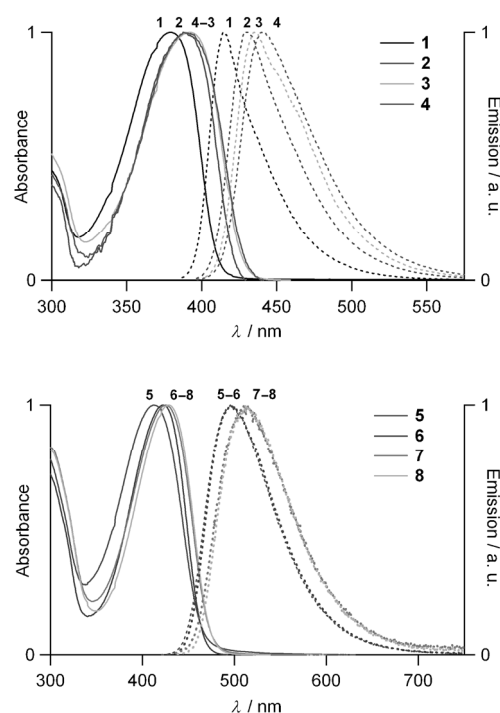 1 2 4–3 1 2 3 4
1 1
1
2
3
4
Absorbance
Emission / a. u.
0 0
300 350 400 450 500 550
λ / nm
5 6–8 5–6 7–8
1 1
5
6
7
8
Absorbance
Emission / a. u.
0 0
300 400 500 600 700
λ / nm